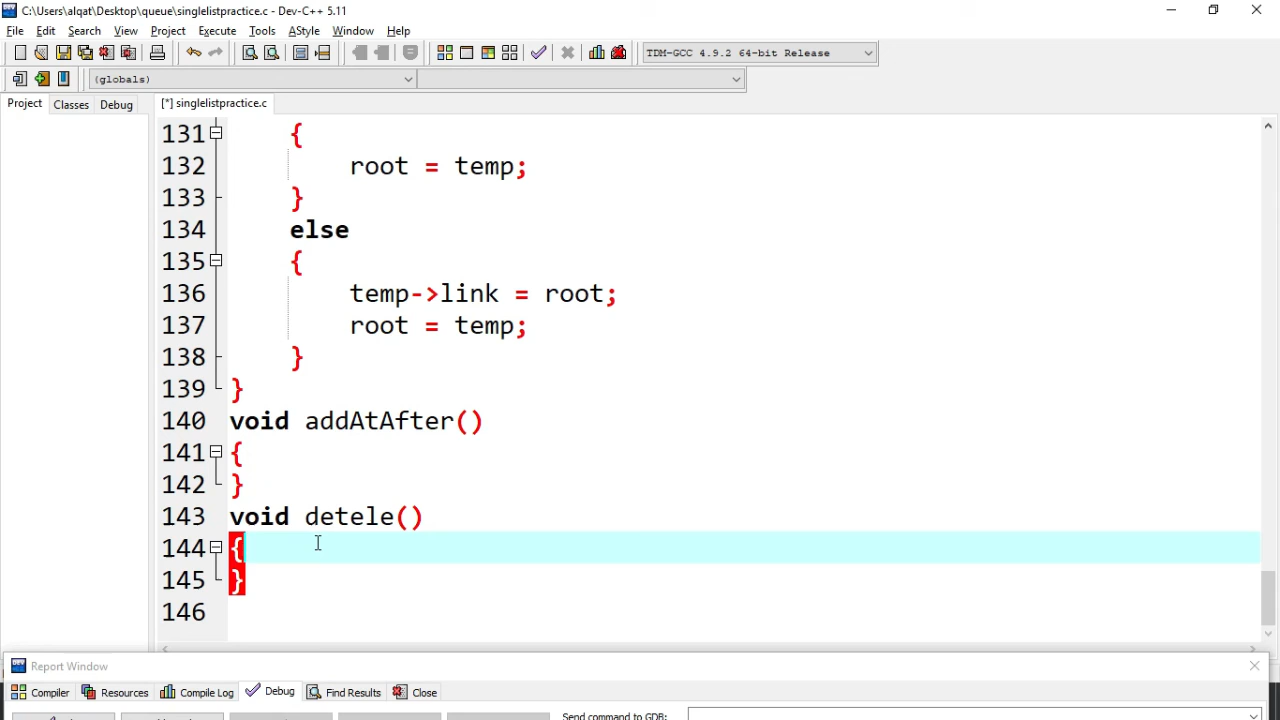 C:\Users\alqat\Desktop\queue\singlelistpractice.c - Dev-C++ 5.11
File Edit Search View Project Execute Tools AStyle Window Help
TDM-GCC 4.9.2 64-bit Release
(globals)
Project Classes Debug [*] singlelistpractice.c
131 {
132 root = temp;
133 }
134 else
135 {
136 temp->link = root;
137 root = temp;
138 }
139 }
140 void addAtAfter()
141 {
142 }
143 void detele()
144 {
145 }
146
Report Window
Compiler Resources Compile Log Debug Find Results Close
Send command to GDB: